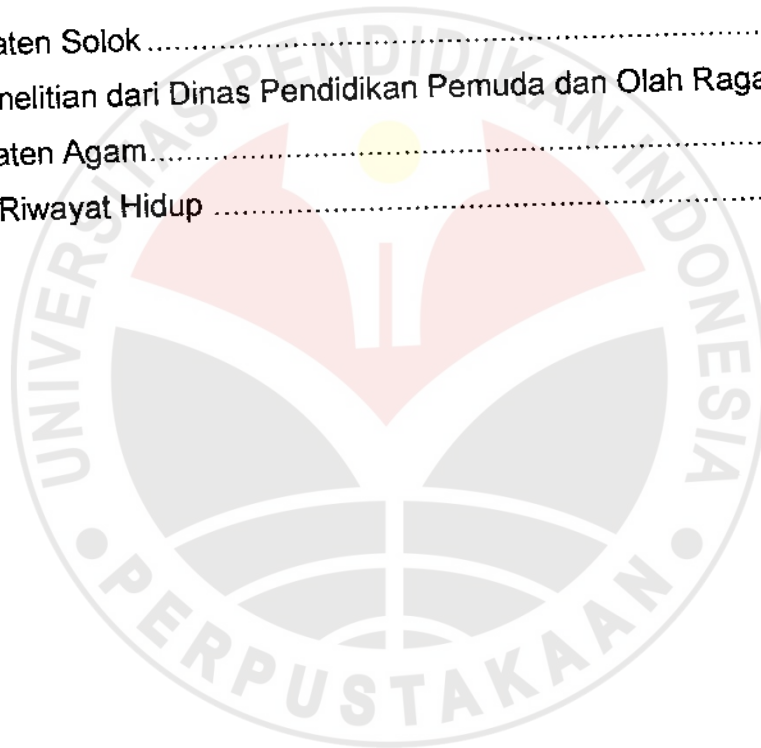 aten Solok
nelitian dari Dinas Pendidikan Pemuda dan Olah Raga
aten Agam
Riwayat Hidup
UNIVERSITAS PENDIDIKAN INDONESIA
PERPUSTAKAAN